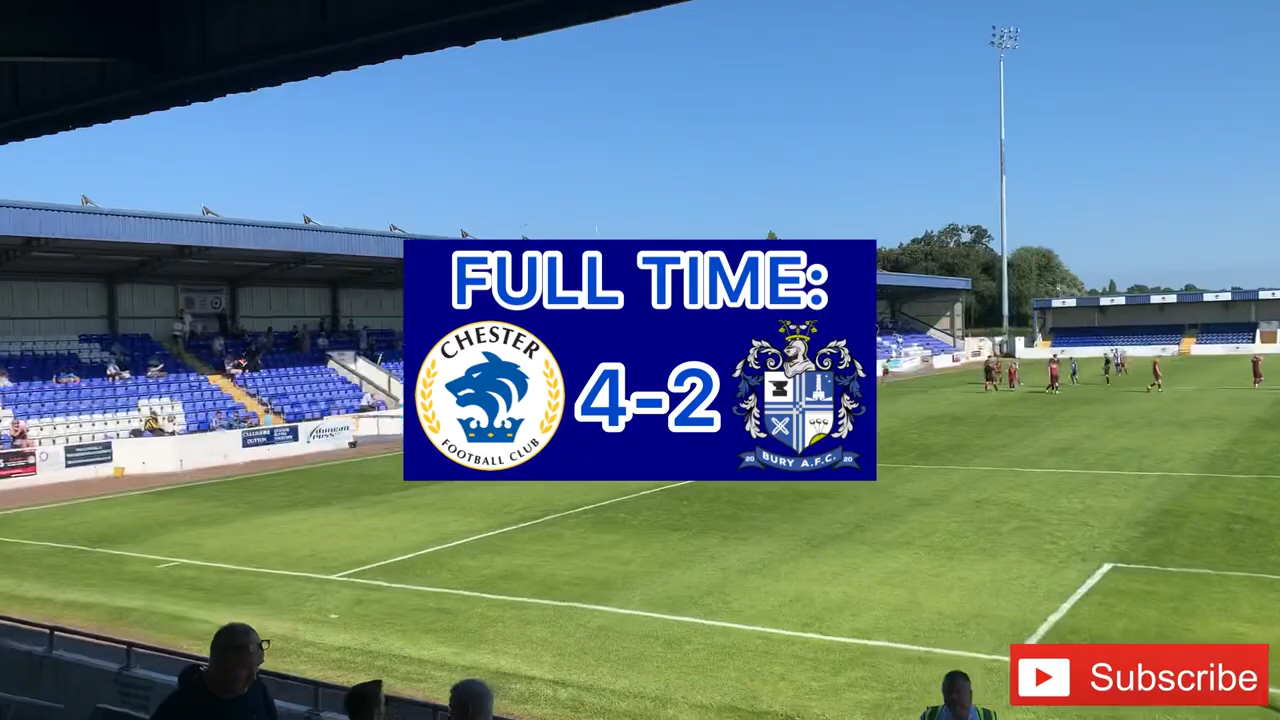 FULL TIME:
CHESTER
FOOTBALL CLUB
4-2
20 BURY A.F.C. 20
Subscribe